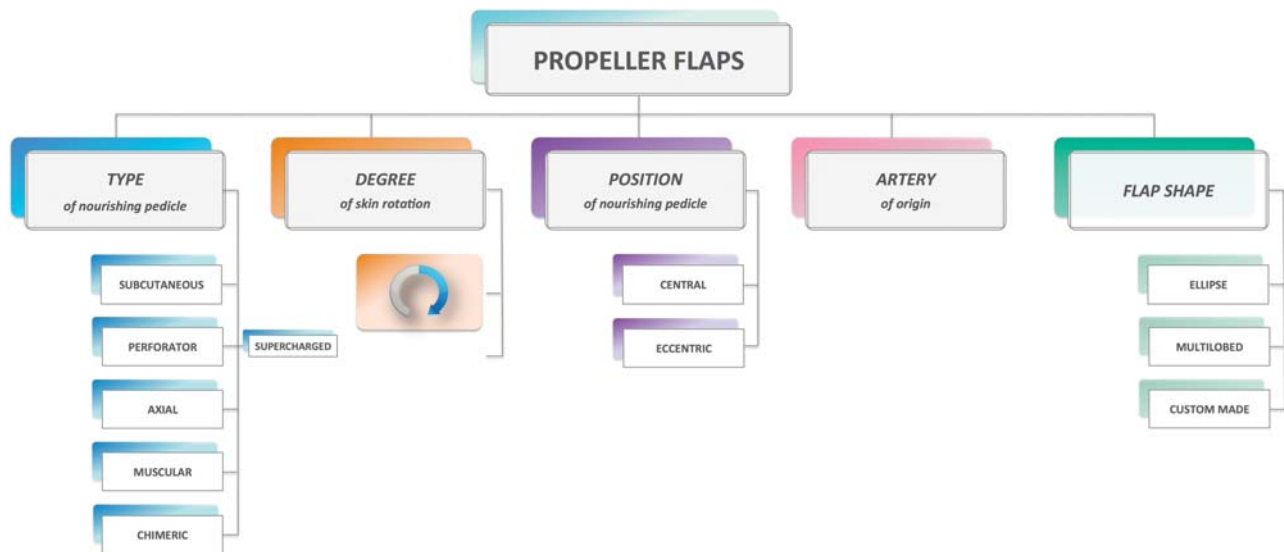 PROPELLER FLAPS
TYPE
of nourishing pedicle
DEGREE
of skin rotation
POSITION
of nourishing pedicle
ARTERY
of origin
FLAP SHAPE
SUBCUTANEOUS
PERFORATOR
SUPERCHARGED
AXIAL
MUSCULAR
CHIMERIC
CENTRAL
ECCENTRIC
ELLIPSE
MULTILOBED
CUSTOM MADE